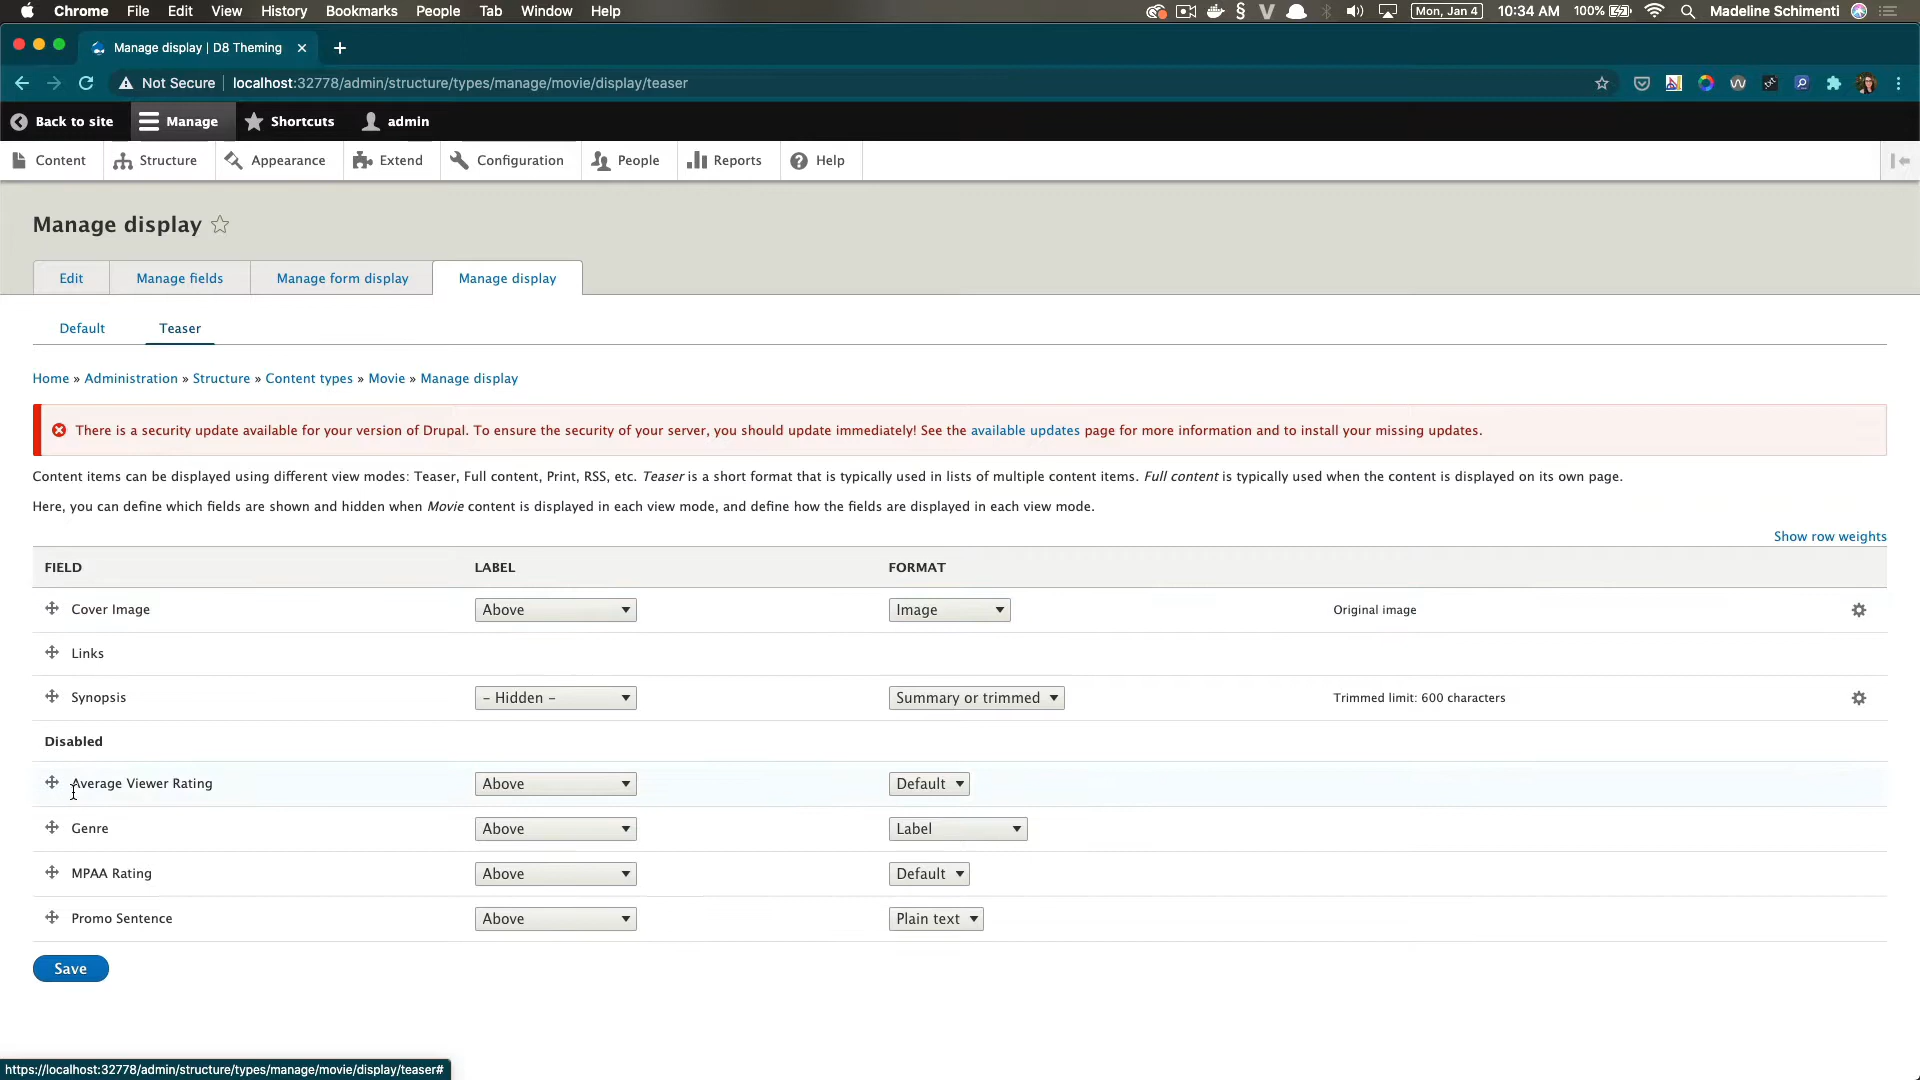 Chrome File Edit View History Bookmarks People Tab Window Help Mon, Jan 4 10:34 AM 100% Madeline Schimenti
Manage display | D8 Theming
Not Secure localhost:32778/admin/structure/types/manage/movie/display/teaser
Back to site Manage Shortcuts admin
Content Structure Appearance Extend Configuration People Reports Help
Manage display
Edit Manage fields Manage form display Manage display
Default Teaser
Home » Administration » Structure » Content types » Movie » Manage display
There is a security update available for your version of Drupal. To ensure the security of your server, you should update immediately! See the available updates page for more information and to install your missing updates.
Content items can be displayed using different view modes: Teaser, Full content, Print, RSS, etc. Teaser is a short format that is typically used in lists of multiple content items. Full content is typically used when the content is displayed on its own page.
Here, you can define which fields are shown and hidden when Movie content is displayed in each view mode, and define how the fields are displayed in each view mode.
Show row weights
FIELD LABEL FORMAT
Cover Image Above Image Original image
Links
Synopsis - Hidden - Summary or trimmed Trimmed limit: 600 characters
Disabled
Average Viewer Rating Above Default
Genre Above Label
MPAA Rating Above Default
Promo Sentence Above Plain text
Save
https://localhost:32778/admin/structure/types/manage/movie/display/teaser#